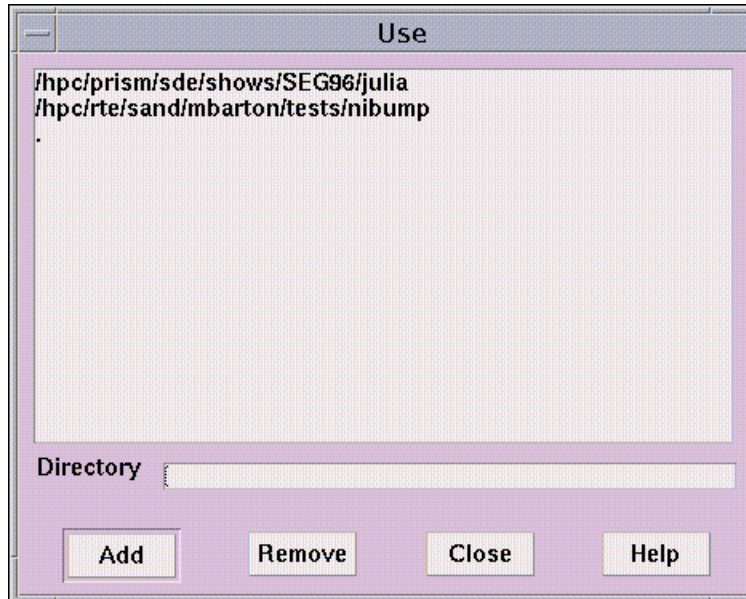 Use
/hpc/prism/sde/shows/SEG96/julia
/hpc/rte/sand/mbarton/tests/nibump
.
Directory
Add Remove Close Help